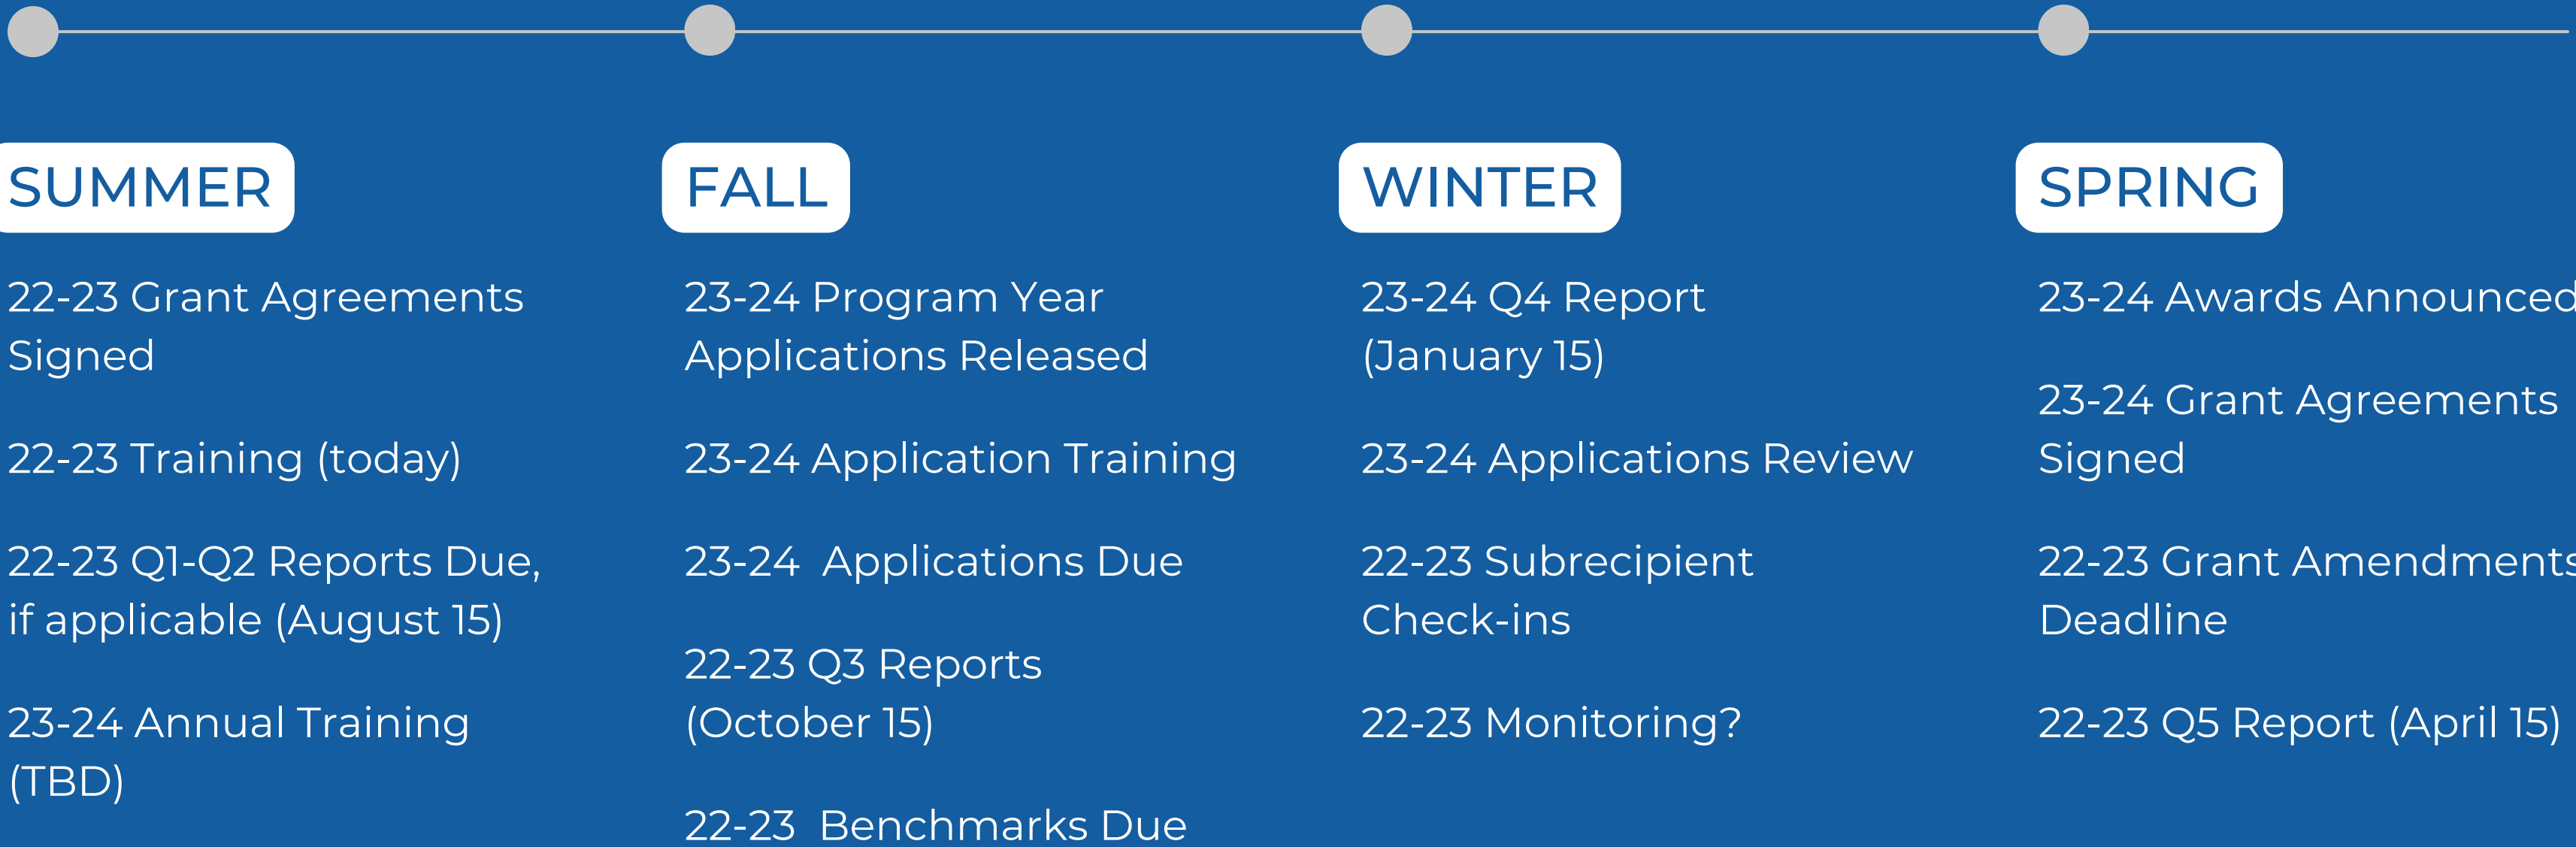 SUMMER
22-23 Grant Agreements
Signed
22-23 Training (today)
22-23 Q1-Q2 Reports Due,
if applicable (August 15)
23-24 Annual Training
(TBD)
FALL
23-24 Program Year
Applications Released
23-24 Application Training
23-24  Applications Due
22-23 Q3 Reports
(October 15)
22-23  Benchmarks Due
WINTER
23-24 Q4 Report
(January 15)
23-24 Applications Review
22-23 Subrecipient
Check-ins
22-23 Monitoring?
SPRING
23-24 Awards Announced
23-24 Grant Agreements
Signed
22-23 Grant Amendments
Deadline
22-23 Q5 Report (April 15)